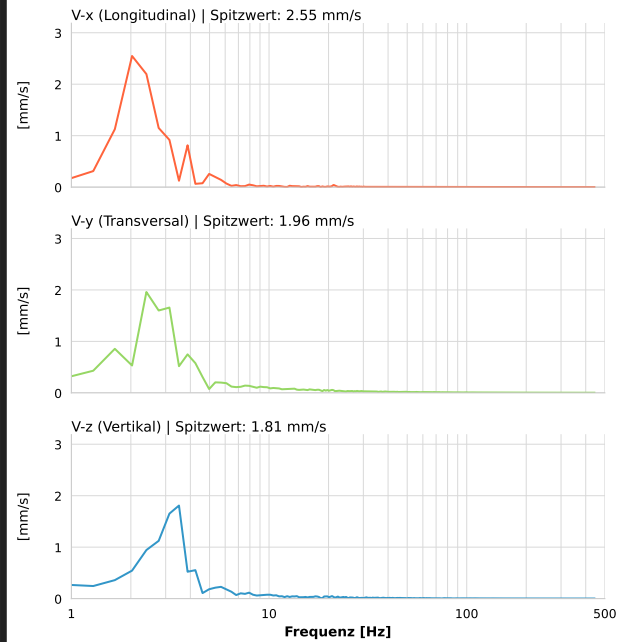 V-x (Longitudinal) | Spitzwert: 2.55 mm/s
3
2
1
0
[mm/s]
V-y (Transversal) | Spitzwert: 1.96 mm/s
3
2
1
0
[mm/s]
V-z (Vertikal) | Spitzwert: 1.81 mm/s
3
2
1
0
[mm/s]
1 10 100 500
Frequenz [Hz]